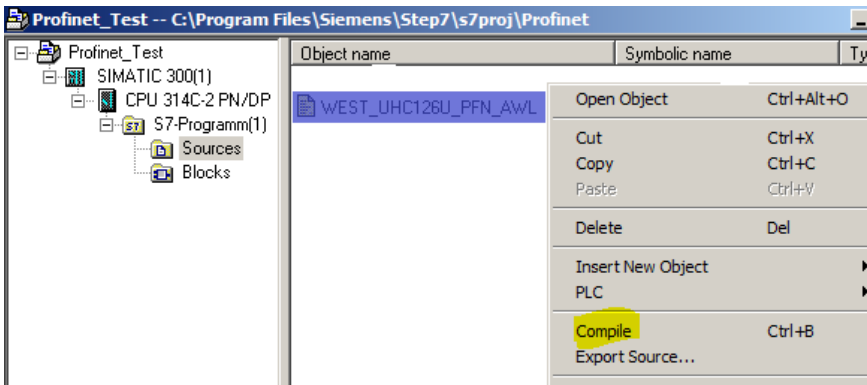 Profinet_Test -- C:\Program Files\Siemens\Step7\s7proj\Profinet
Profinet_Test
SIMATIC 300(1)
CPU 314C-2 PN/DP
S7-Programm(1)
Sources
Blocks
Object name Symbolic name Ty
WEST_UHC126U_PFN_AWL
Open Object Ctrl+Alt+O
Cut Ctrl+X
Copy Ctrl+C
Paste Ctrl+V
Delete Del
Insert New Object
PLC
Compile Ctrl+B
Export Source...